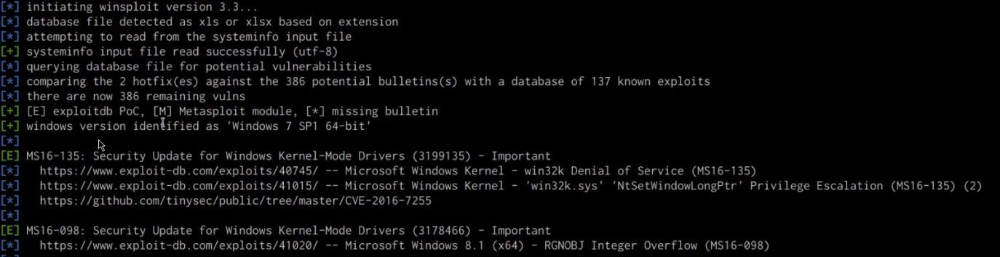 [*] initiating winsploit version 3.3...
[*] database file detected as xls or xlsx based on extension
[*] attempting to read from the systeminfo input file
[+] systeminfo input file read successfully (utf-8)
[*] querying database file for potential vulnerabilities
[*] comparing the 2 hotfix(es) against the 386 potential bulletins(s) with a database of 137 known exploits
[*] there are now 386 remaining vulns
[+] [E] exploitdb PoC, [M] Metasploit module, [*] missing bulletin
[+] windows version identified as 'Windows 7 SP1 64-bit'
[*]
[E] MS16-135: Security Update for Windows Kernel-Mode Drivers (3199135) - Important
[*]   https://www.exploit-db.com/exploits/40745/ -- Microsoft Windows Kernel - win32k Denial of Service (MS16-135)
[*]   https://www.exploit-db.com/exploits/41015/ -- Microsoft Windows Kernel - 'win32k.sys' 'NtSetWindowLongPtr' Privilege Escalation (MS16-135) (2)
[*]   https://github.com/tinysec/public/tree/master/CVE-2016-7255
[*]
[E] MS16-098: Security Update for Windows Kernel-Mode Drivers (3178466) - Important
[*]   https://www.exploit-db.com/exploits/41020/ -- Microsoft Windows 8.1 (x64) - RGNOBJ Integer Overflow (MS16-098)